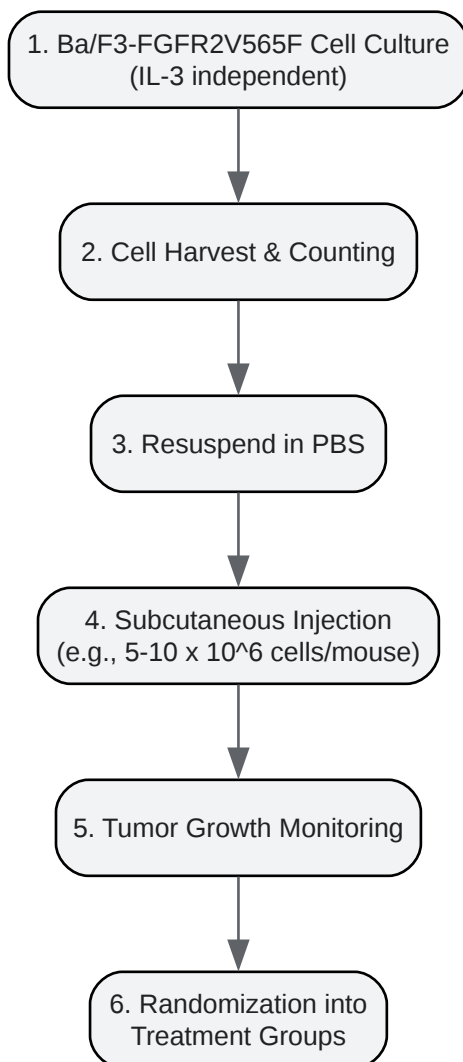 1. Ba/F3-FGFR2V565F Cell Culture
(IL-3 independent)
2. Cell Harvest & Counting
3. Resuspend in PBS
4. Subcutaneous Injection
(e.g., 5-10 x 10^6 cells/mouse)
5. Tumor Growth Monitoring
6. Randomization into
Treatment Groups